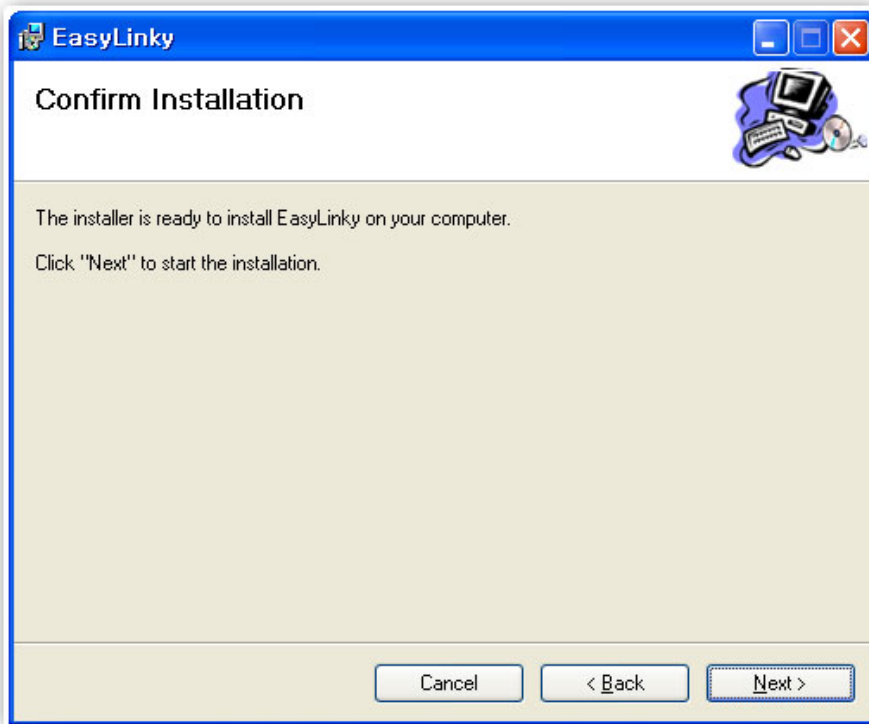 EasyLinky
Confirm Installation
The installer is ready to install EasyLinky on your computer.
Click "Next" to start the installation.
Cancel
< Back
Next >